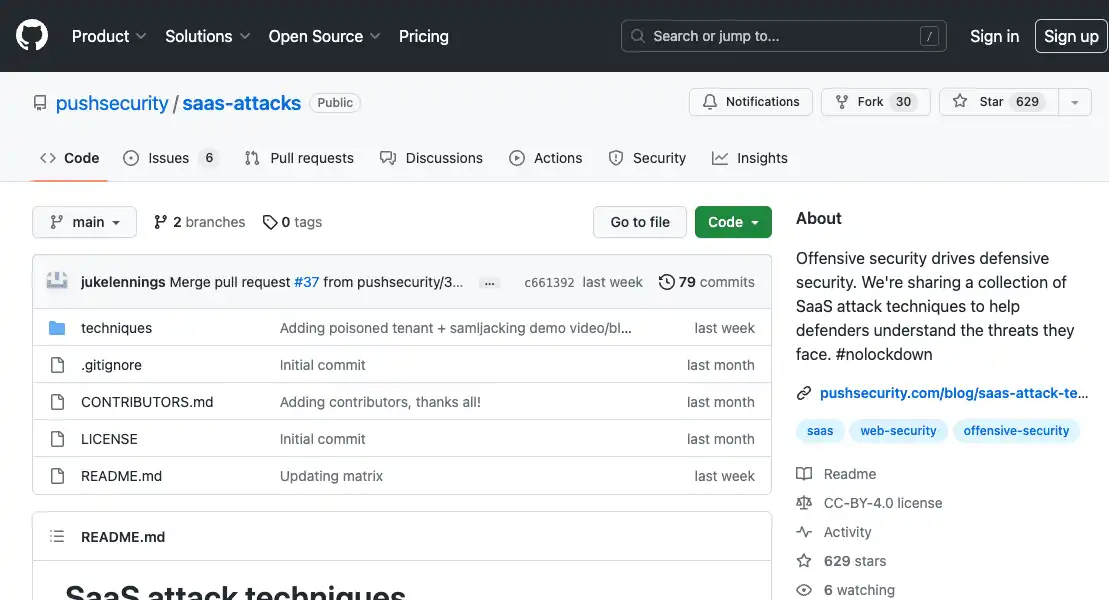 Product Solutions Open Source Pricing Search or jump to... / Sign in Sign up
pushsecurity / saas-attacks Public Notifications Fork 30 Star 629
Code Issues 6 Pull requests Discussions Actions Security Insights
main 2 branches 0 tags Go to file Code
jukelennings Merge pull request #37 from pushsecurity/3... ... c661392 last week 79 commits
techniques Adding poisoned tenant + samljacking demo video/bl... last week
.gitignore Initial commit last month
CONTRIBUTORS.md Adding contributors, thanks all! last month
LICENSE Initial commit last month
README.md Updating matrix last week
README.md
SaaS attack techniques
About
Offensive security drives defensive
security. We're sharing a collection of
SaaS attack techniques to help
defenders understand the threats they
face. #nolockdown
pushsecurity.com/blog/saas-attack-te...
saas web-security offensive-security
Readme
CC-BY-4.0 license
Activity
629 stars
6 watching